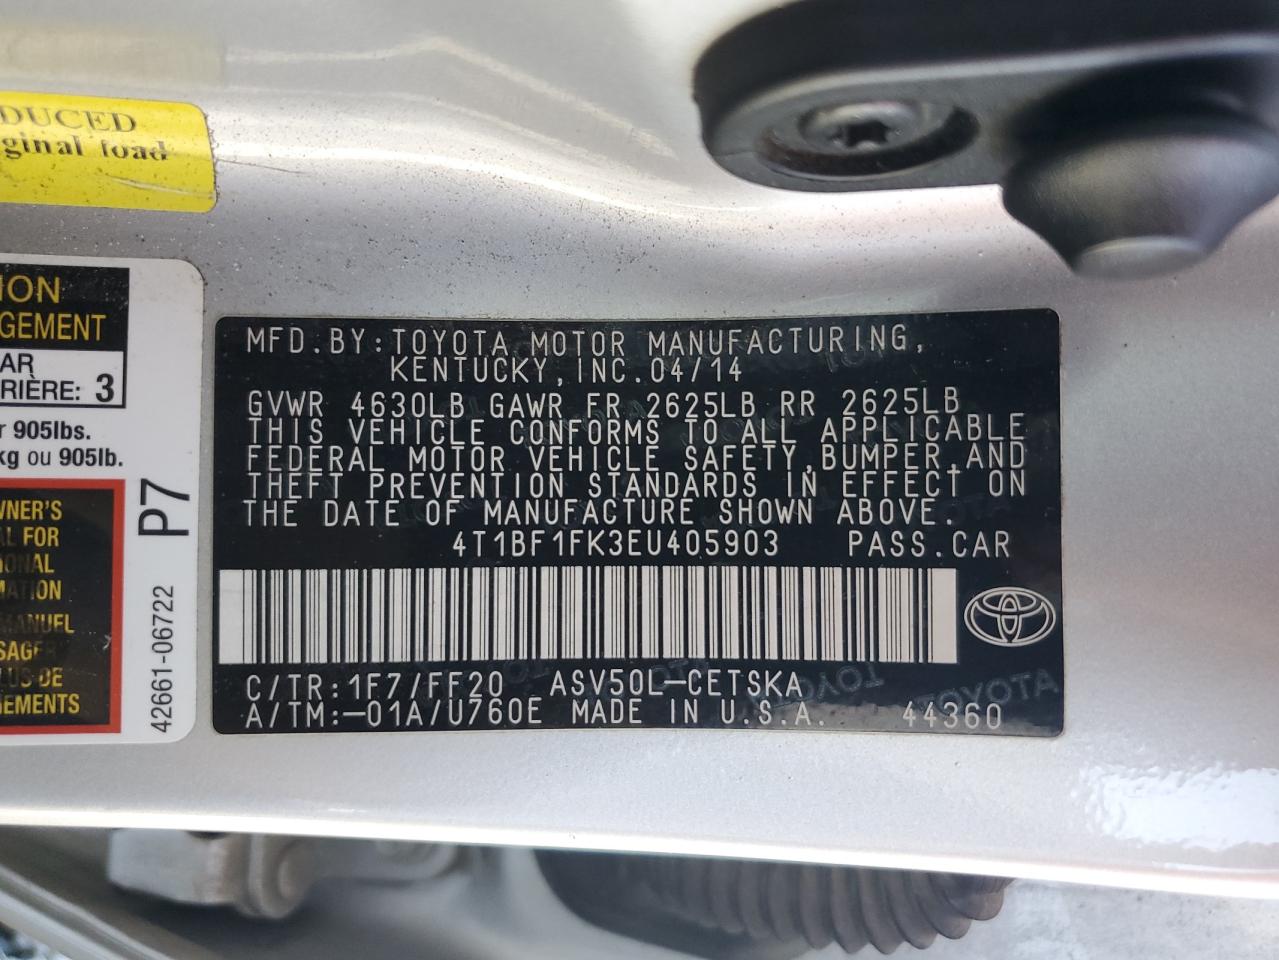 DUCED
ginal load
ION
GEMENT
AR
RIÈRE: 3
r 905lbs.
kg ou 905lb.
WNER'S
AL FOR
ONAL
MATION
MANUEL
SAGER
LUS DE
EMENTS
P7
42661-06722
MFD.BY:TOYOTA MOTOR MANUFACTURING,
KENTUCKY,INC.04/14
GVWR 4630LB GAWR FR 2625LB RR 2625LB
THIS VEHICLE CONFORMS TO ALL APPLICABLE
FEDERAL MOTOR VEHICLE SAFETY,BUMPER,AND
THEFT PREVENTION STANDARDS IN EFFECT ON
THE DATE OF MANUFACTURE SHOWN ABOVE.
4T1BF1FK3EU405903 PASS.CAR
C/TR:1F7/FF20 ASV50L-CETSKA
A/TM:-01A/U760E MADE IN U.S.A. 44360
TOYOTA